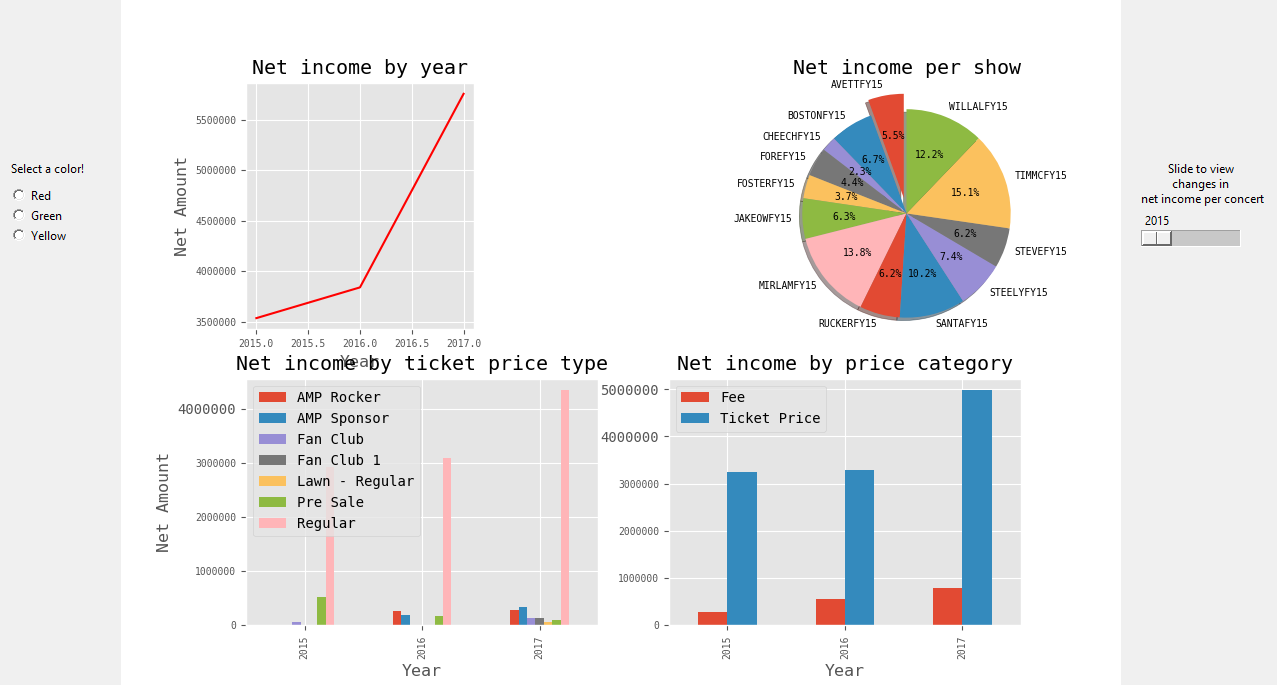 Select a color!
Red
Green
Yellow
Net income by year
5500000
5000000
4500000
4000000
3500000
Net Amount
2015.0 2015.5 2016.0 2016.5 2017.0
Year
Net income per show
AVETTFY15
BOSTONFY15
CHEECHFY15
FOREFY15
FOSTERFY15
JAKEOWFY15
MIRLAMFY15
RUCKERFY15
SANTAFY15
STEELYFY15
STEVEFY15
TIMMCFY15
WILLALFY15
5.5%
6.7%
2.3%
4.4%
3.7%
6.3%
13.8%
6.2%
10.2%
7.4%
6.2%
15.1%
12.2%
Slide to view
changes in
net income per concert
2015
Net income by ticket price type
AMP Rocker
AMP Sponsor
Fan Club
Fan Club 1
Lawn - Regular
Pre Sale
Regular
4000000
3000000
2000000
1000000
0
Net Amount
2015 2016 2017
Year
Net income by price category
Fee
Ticket Price
5000000
4000000
3000000
2000000
1000000
0
2015 2016 2017
Year